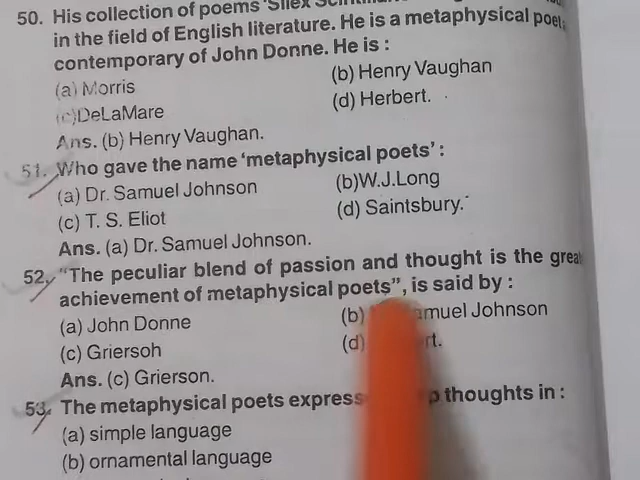 50. His collection of poems 'Silex
in the field of English literature. He is a metaphysical poet,
contemporary of John Donne. He is :
(a) Morris
(b) Henry Vaughan
(c) DeLaMare
(d) Herbert.
Ans. (b) Henry Vaughan.
51. Who gave the name 'metaphysical poets' :
(a) Dr. Samuel Johnson
(b)W.J.Long
(c) T. S. Eliot
(d) Saintsbury.
Ans. (a) Dr. Samuel Johnson.
52. "The peculiar blend of passion and thought is the grea
achievement of metaphysical poets", is said by :
(a) John Donne
(b) amuel Johnson
(c) Griersoh
(d) rt.
Ans. (c) Grierson.
53. The metaphysical poets express p thoughts in :
(a) simple language
(b) ornamental language